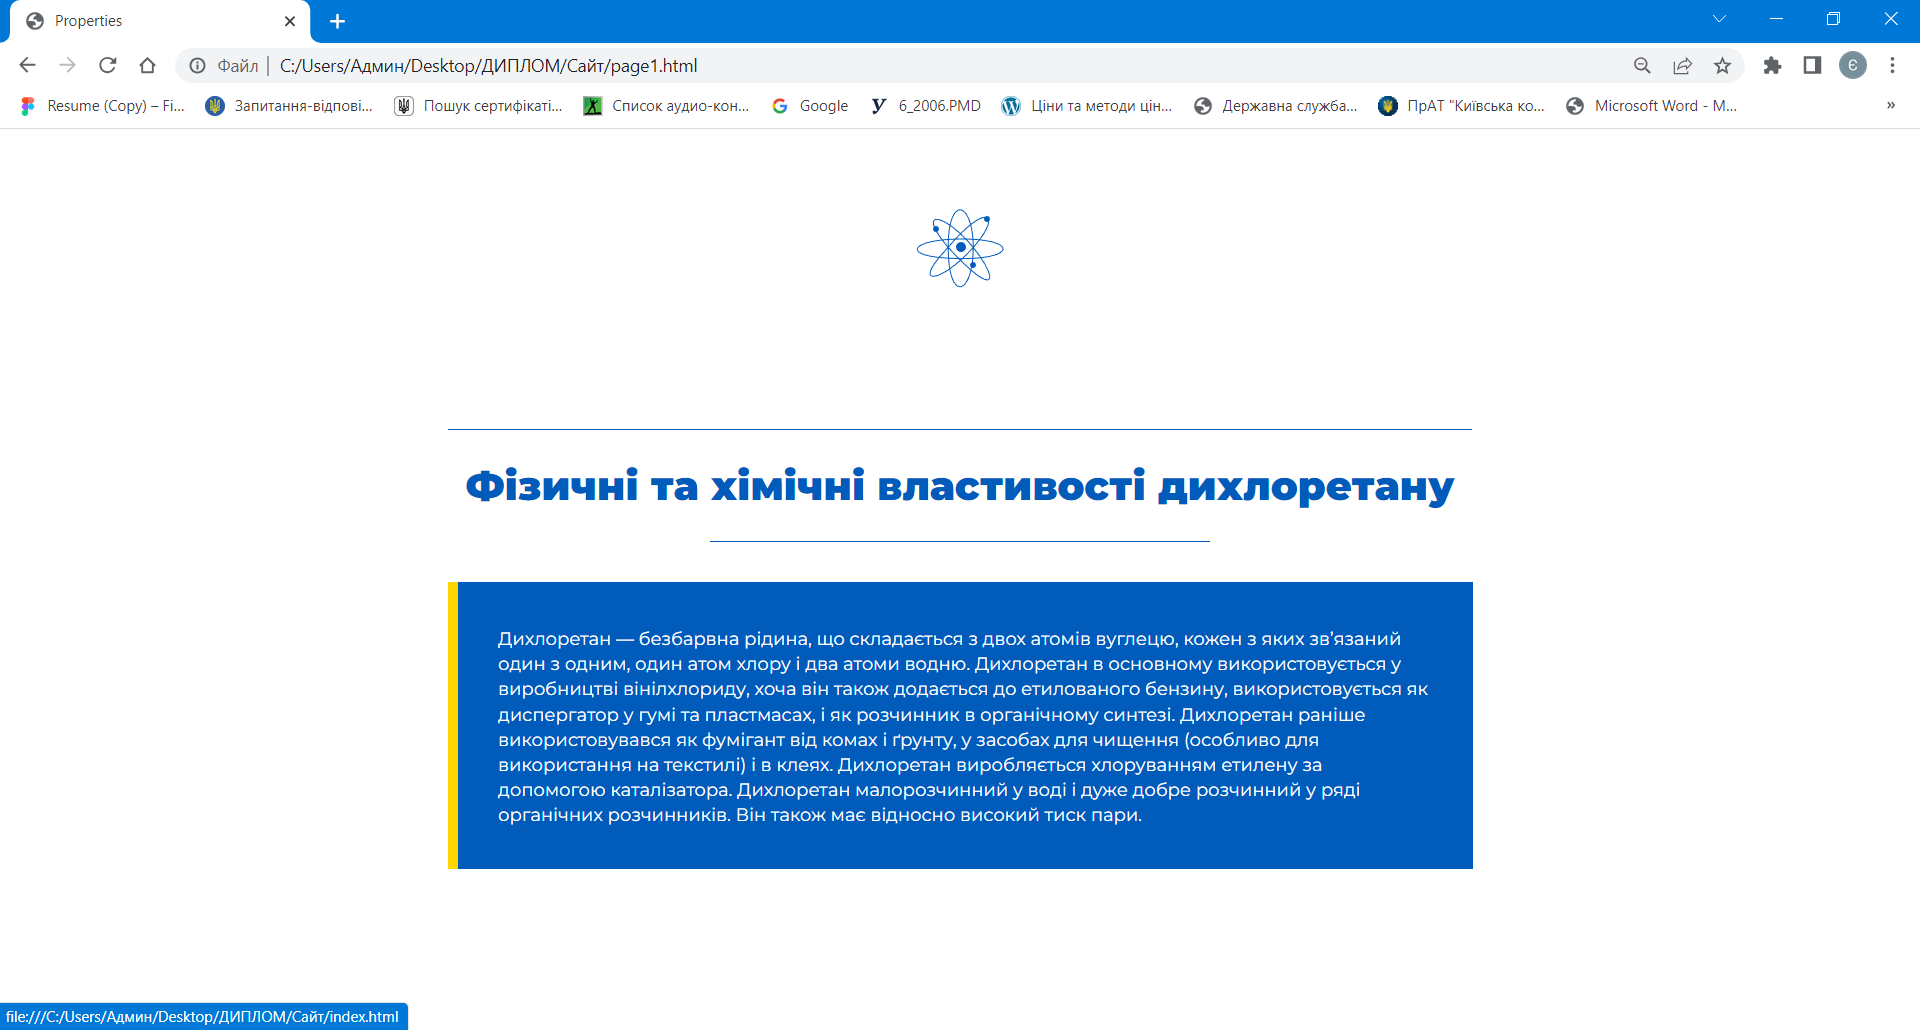 Properties
Файл | C:/Users/Админ/Desktop/ДИПЛОМ/Сайт/page1.html
Є
Resume (Copy) – Fi... Запитання-відпові... Пошук сертифікаті... Список аудио-кон... Google 6_2006.PMD Ціни та методи цін... Державна служба... ПрАТ "Київська ко... Microsoft Word - М... »
Фізичні та хімічні властивості дихлоретану
Дихлоретан — безбарвна рідина, що складається з двох атомів вуглецю, кожен з яких зв'язаний
один з одним, один атом хлору і два атоми водню. Дихлоретан в основному використовується у
виробництві вінілхлориду, хоча він також додається до етилованого бензину, використовується як
диспергатор у гумі та пластмасах, і як розчинник в органічному синтезі. Дихлоретан раніше
використовувався як фумігант від комах і ґрунту, у засобах для чищення (особливо для
використання на текстилі) і в клеях. Дихлоретан виробляється хлоруванням етилену за
допомогою каталізатора. Дихлоретан малорозчинний у воді і дуже добре розчинний у ряді
органічних розчинників. Він також має відносно високий тиск пари.
file:///C:/Users/Админ/Desktop/ДИПЛОМ/Сайт/index.html